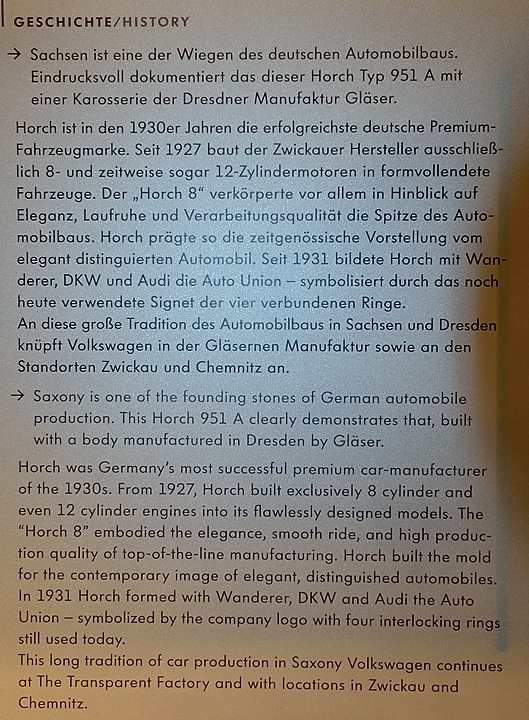 GESCHICHTE/HISTORY
→ Sachsen ist eine der Wiegen des deutschen Automobilbaus.
Eindrucksvoll dokumentiert das dieser Horch Typ 951 A mit
einer Karosserie der Dresdner Manufaktur Gläser.
Horch ist in den 1930er Jahren die erfolgreichste deutsche Premium-
Fahrzeugmarke. Seit 1927 baut der Zwickauer Hersteller ausschließ-
lich 8- und zeitweise sogar 12-Zylindermotoren in formvollendete
Fahrzeuge. Der „Horch 8“ verkörperte vor allem in Hinblick auf
Eleganz, Laufruhe und Verarbeitungsqualität die Spitze des Auto-
mobilbaus. Horch prägte so die zeitgenössische Vorstellung vom
elegant distinguierten Automobil. Seit 1931 bildete Horch mit Wan-
derer, DKW und Audi die Auto Union – symbolisiert durch das noch
heute verwendete Signet der vier verbundenen Ringe.
An diese große Tradition des Automobilbaus in Sachsen und Dresden
knüpft Volkswagen in der Gläsernen Manufaktur sowie an den
Standorten Zwickau und Chemnitz an.
→ Saxony is one of the founding stones of German automobile
production. This Horch 951 A clearly demonstrates that, built
with a body manufactured in Dresden by Gläser.
Horch was Germany’s most successful premium car-manufacturer
of the 1930s. From 1927, Horch built exclusively 8 cylinder and
even 12 cylinder engines into its flawlessly designed models. The
“Horch 8” embodied the elegance, smooth ride, and high produc-
tion quality of top-of-the-line manufacturing. Horch built the mold
for the contemporary image of elegant, distinguished automobiles.
In 1931 Horch formed with Wanderer, DKW and Audi the Auto
Union – symbolized by the company logo with four interlocking rings
still used today.
This long tradition of car production in Saxony Volkswagen continues
at The Transparent Factory and with locations in Zwickau and
Chemnitz.